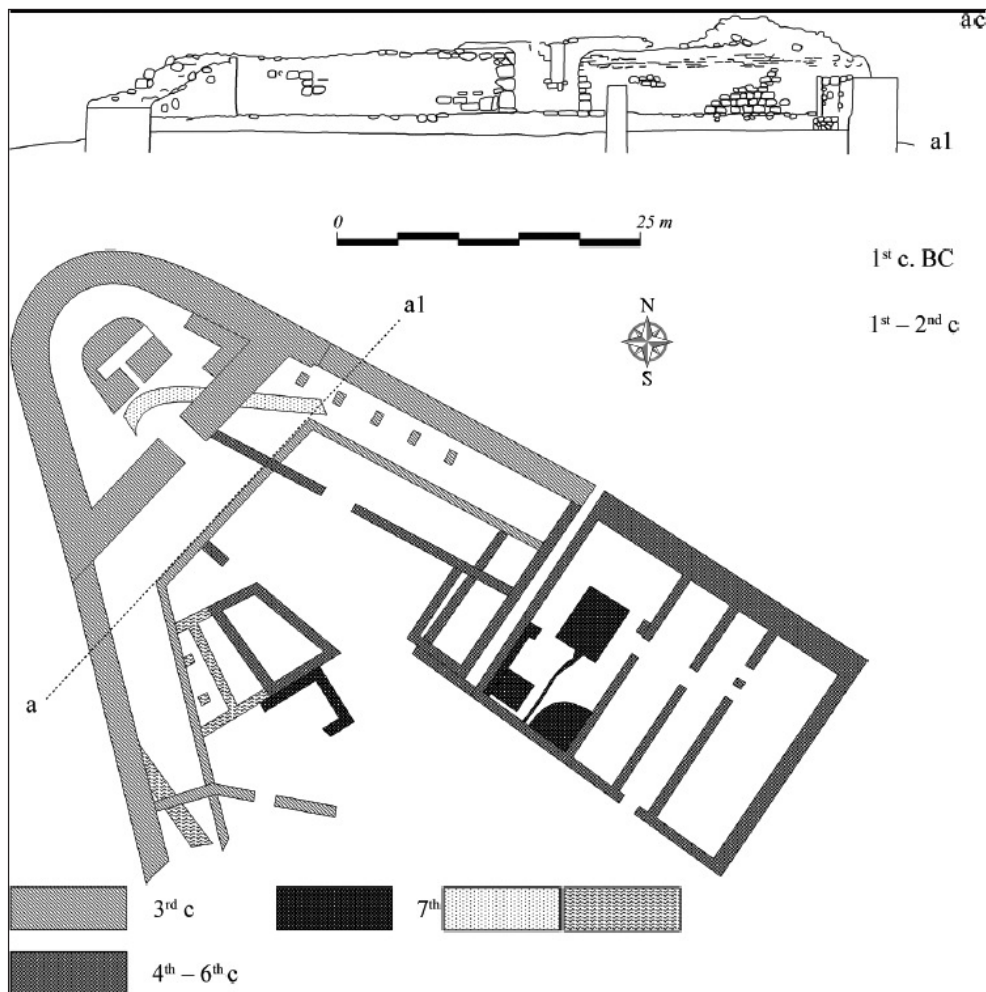 ac
a1
0 25 m
1st c. BC
a1
N
1st – 2nd c
S
a
3rd c
7th
4th – 6th c